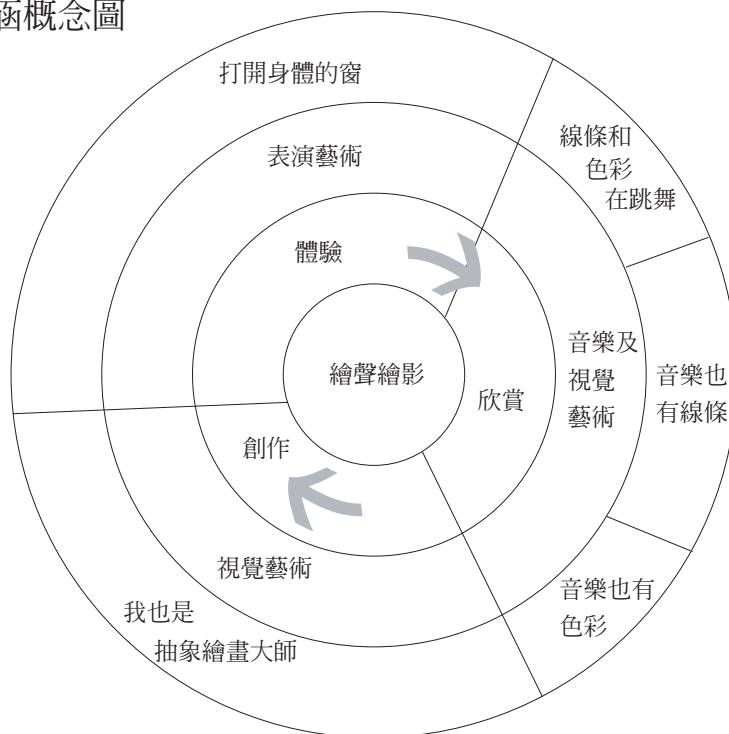 涵概念圖
打開身體的窗
表演藝術
體驗
線條和
色彩
在跳舞
繪聲繪影
欣賞
音樂及
視覺
藝術
音樂也
有線條
創作
視覺藝術
我也是
抽象繪畫大師
音樂也有
色彩